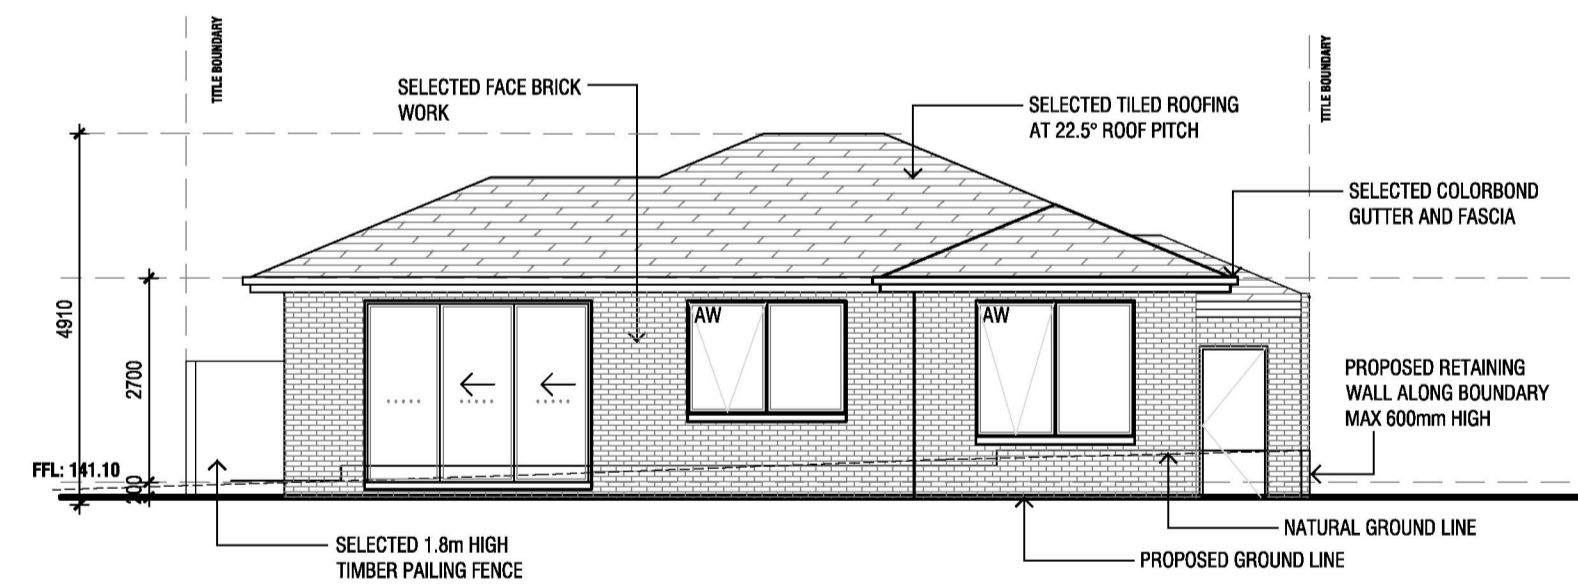 TITLE BOUNDARY
TITLE BOUNDARY
SELECTED FACE BRICK
WORK
SELECTED TILED ROOFING
AT 22.5° ROOF PITCH
SELECTED COLORBOND
GUTTER AND FASCIA
4910
2700
AW
AW
PROPOSED RETAINING
WALL ALONG BOUNDARY
MAX 600mm HIGH
FFL: 141.10
200
NATURAL GROUND LINE
SELECTED 1.8m HIGH
TIMBER PAILING FENCE
PROPOSED GROUND LINE